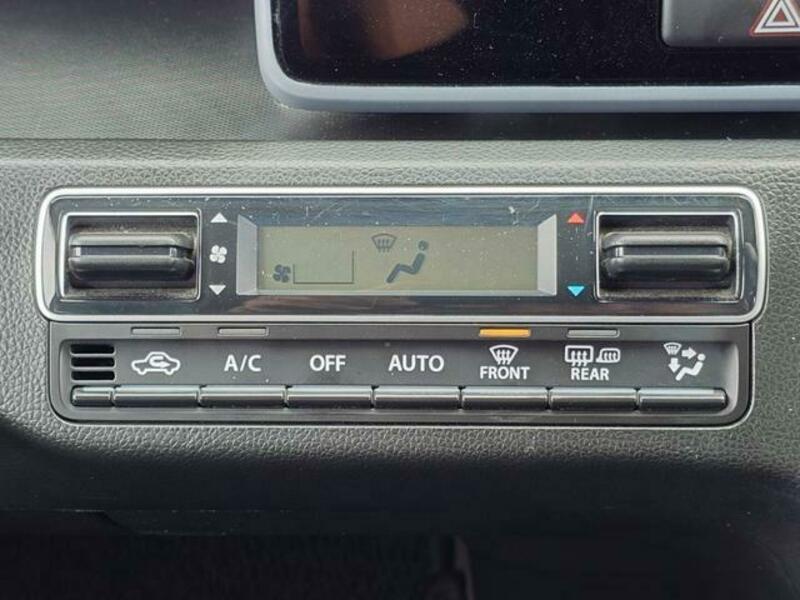 A/C OFF AUTO FRONT REAR